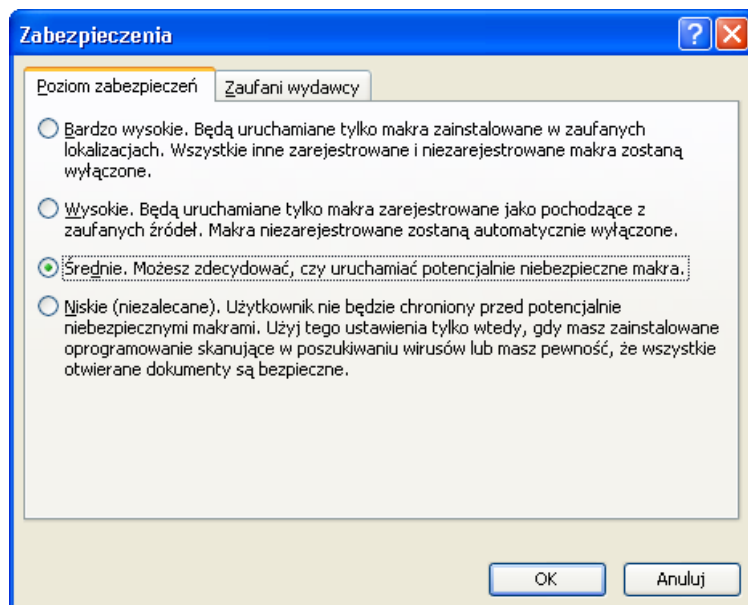 Zabezpieczenia
Poziom zabezpieczeń
Zaufani wydawcy
Bardzo wysokie. Będą uruchamiane tylko makra zainstalowane w zaufanych
lokalizacjach. Wszystkie inne zarejestrowane i niezarejestrowane makra zostaną
wyłączone.
Wysokie. Będą uruchamiane tylko makra zarejestrowane jako pochodzące z
zaufanych źródeł. Makra niezarejestrowane zostaną automatycznie wyłączone.
Średnie. Możesz zdecydować, czy uruchamiać potencjalnie niebezpieczne makra.
Niskie (niezalecane). Użytkownik nie będzie chroniony przed potencjalnie
niebezpiecznymi makrami. Użyj tego ustawienia tylko wtedy, gdy masz zainstalowane
oprogramowanie skanujące w poszukiwaniu wirusów lub masz pewność, że wszystkie
otwierane dokumenty są bezpieczne.
OK
Anuluj